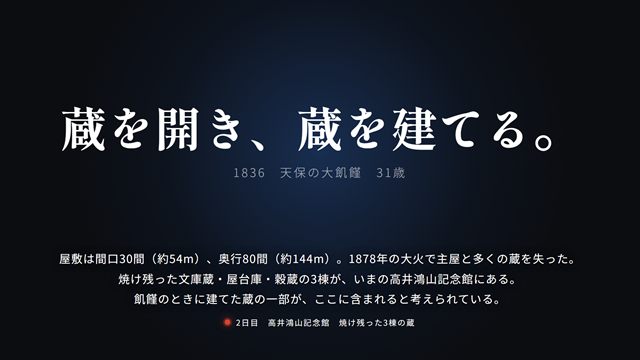 蔵を開き、蔵を建てる。
1836　天保の大飢饉　31歳
屋敷は間口30間（約54m）、奥行80間（約144m）。1878年の大火で主屋と多くの蔵を失った。
焼け残った文庫蔵・屋台庫・穀蔵の3棟が、いまの高井鴻山記念館にある。
飢饉のときに建てた蔵の一部が、ここに含まれると考えられている。
2日目　高井鴻山記念館　焼け残った3棟の蔵